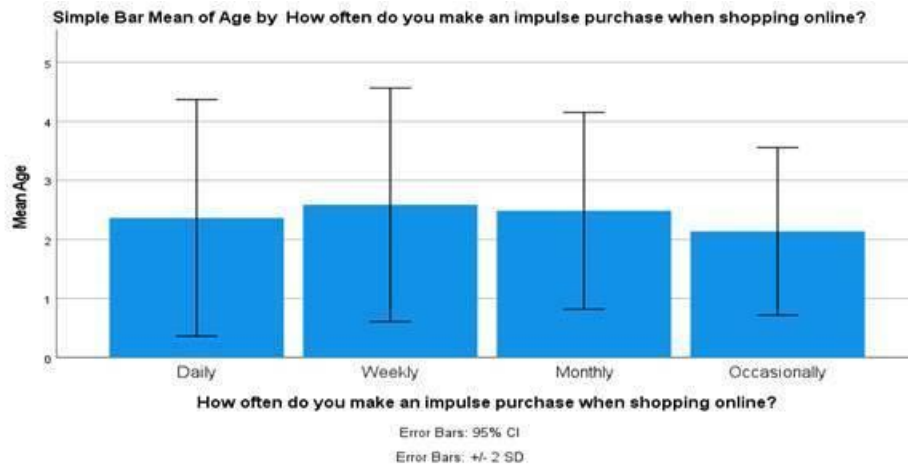 Simple Bar Mean of Age by How often do you make an impulse purchase when shopping online?
5
4
3
2
1
0
Mean Age
Daily Weekly Monthly Occasionally
How often do you make an impulse purchase when shopping online?
Error Bars: 95% CI
Error Bars: +/- 2 SD